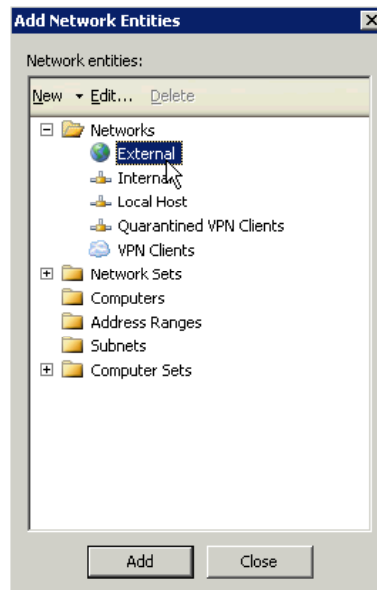 Add Network Entities
Network entities:
New Edit... Delete
Networks
External
Internal
Local Host
Quarantined VPN Clients
VPN Clients
Network Sets
Computers
Address Ranges
Subnets
Computer Sets
Add Close